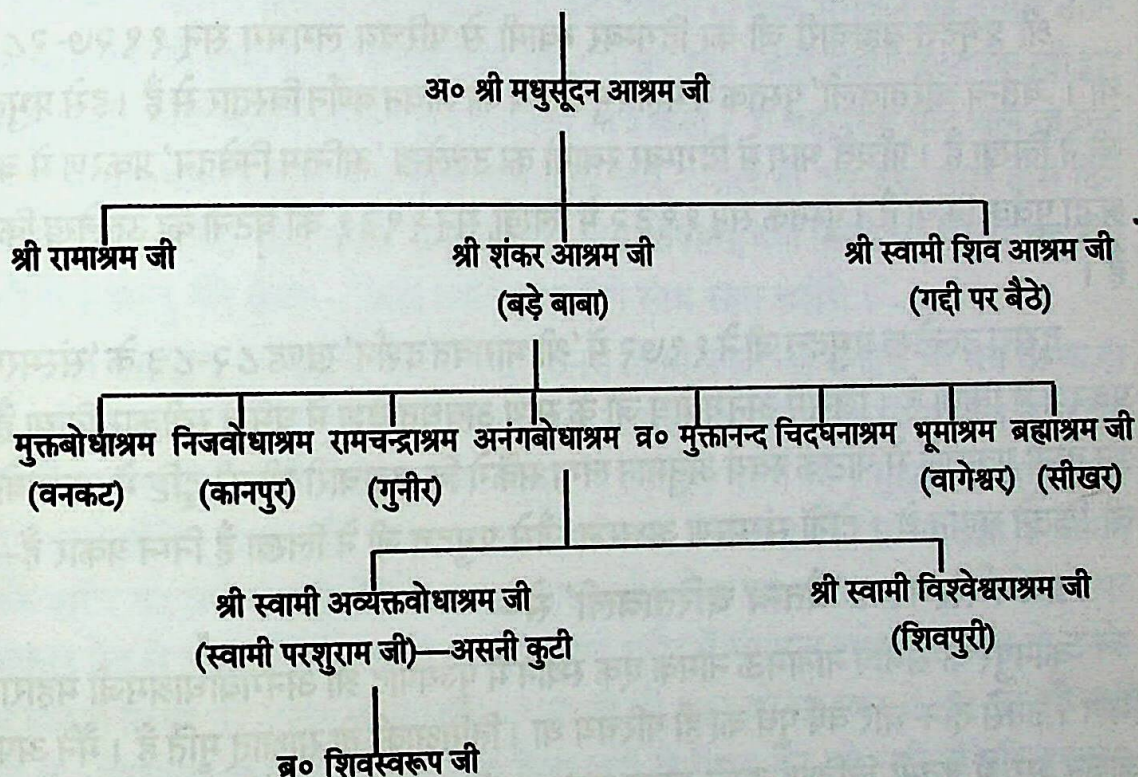 अ० श्री मधुसूदन आश्रम जी
श्री रामाश्रम जी श्री शंकर आश्रम जी श्री स्वामी शिव आश्रम जी
(बड़े बाबा) (गद्दी पर बैठे)
मुक्तबोधाश्रम निजवोधाश्रम रामचन्द्राश्रम अनंगबोधाश्रम व्र० मुक्तानन्द चिदघनाश्रम भूमाश्रम ब्रह्माश्रम जी
(वनकट) (कानपुर) (गुनीर) (वागेश्वर) (सीखर)
श्री स्वामी अव्यक्तवोधाश्रम जी श्री स्वामी विश्वेश्वराश्रम जी
(स्वामी परशुराम जी)—असनी कुटी (शिवपुरी)
ब्र० शिवस्वरूप जी